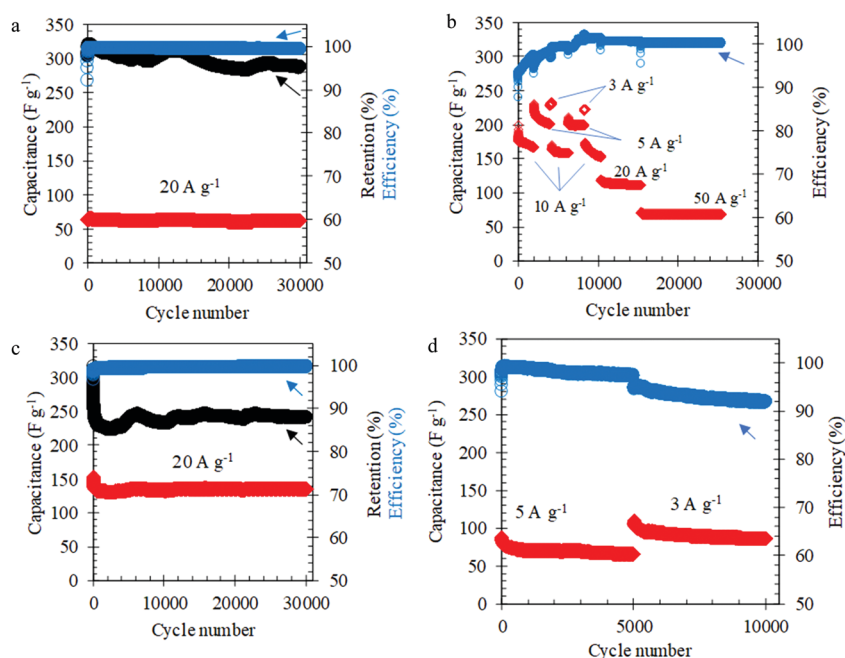 a
350
300
250
200
150
100
50
0
Capacitance (F g⁻¹)
20 A g⁻¹
100
90
80
70
60
50
Retention (%)
Efficiency (%)
0 10000 20000 30000
Cycle number
b
350
300
250
200
150
100
50
0
Capacitance (F g⁻¹)
3 A g⁻¹
5 A g⁻¹
20 A g⁻¹
10 A g⁻¹
50 A g⁻¹
100
90
80
70
60
50
Efficiency (%)
0 10000 20000 30000
Cycle number
c
350
300
250
200
150
100
50
0
Capacitance (F g⁻¹)
20 A g⁻¹
100
90
80
70
60
50
Retention (%)
Efficiency (%)
0 10000 20000 30000
Cycle number
d
350
300
250
200
150
100
50
0
Capacitance (F g⁻¹)
5 A g⁻¹
3 A g⁻¹
100
90
80
70
60
50
Efficiency (%)
0 5000 10000
Cycle number